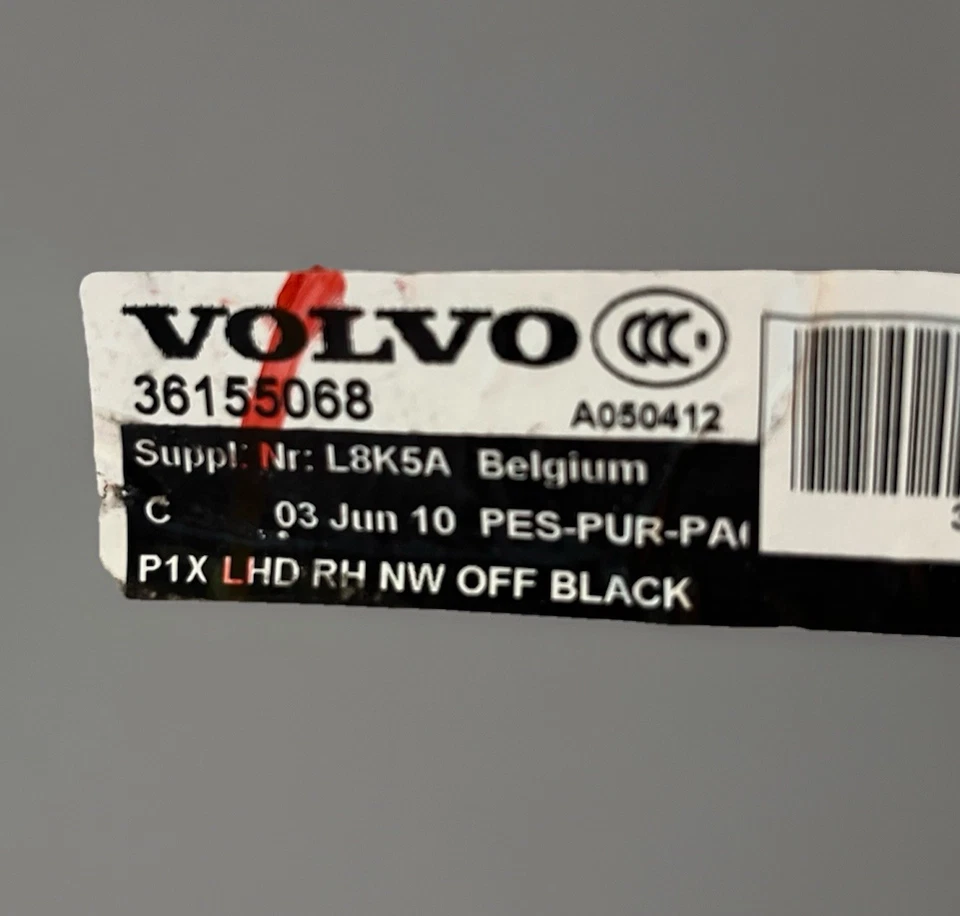 VOLVO CCC
36155068 A050412
Suppl. Nr: L8K5A Belgium
C 03 Jun 10 PES-PUR-PA
P1X LHD RH NW OFF BLACK